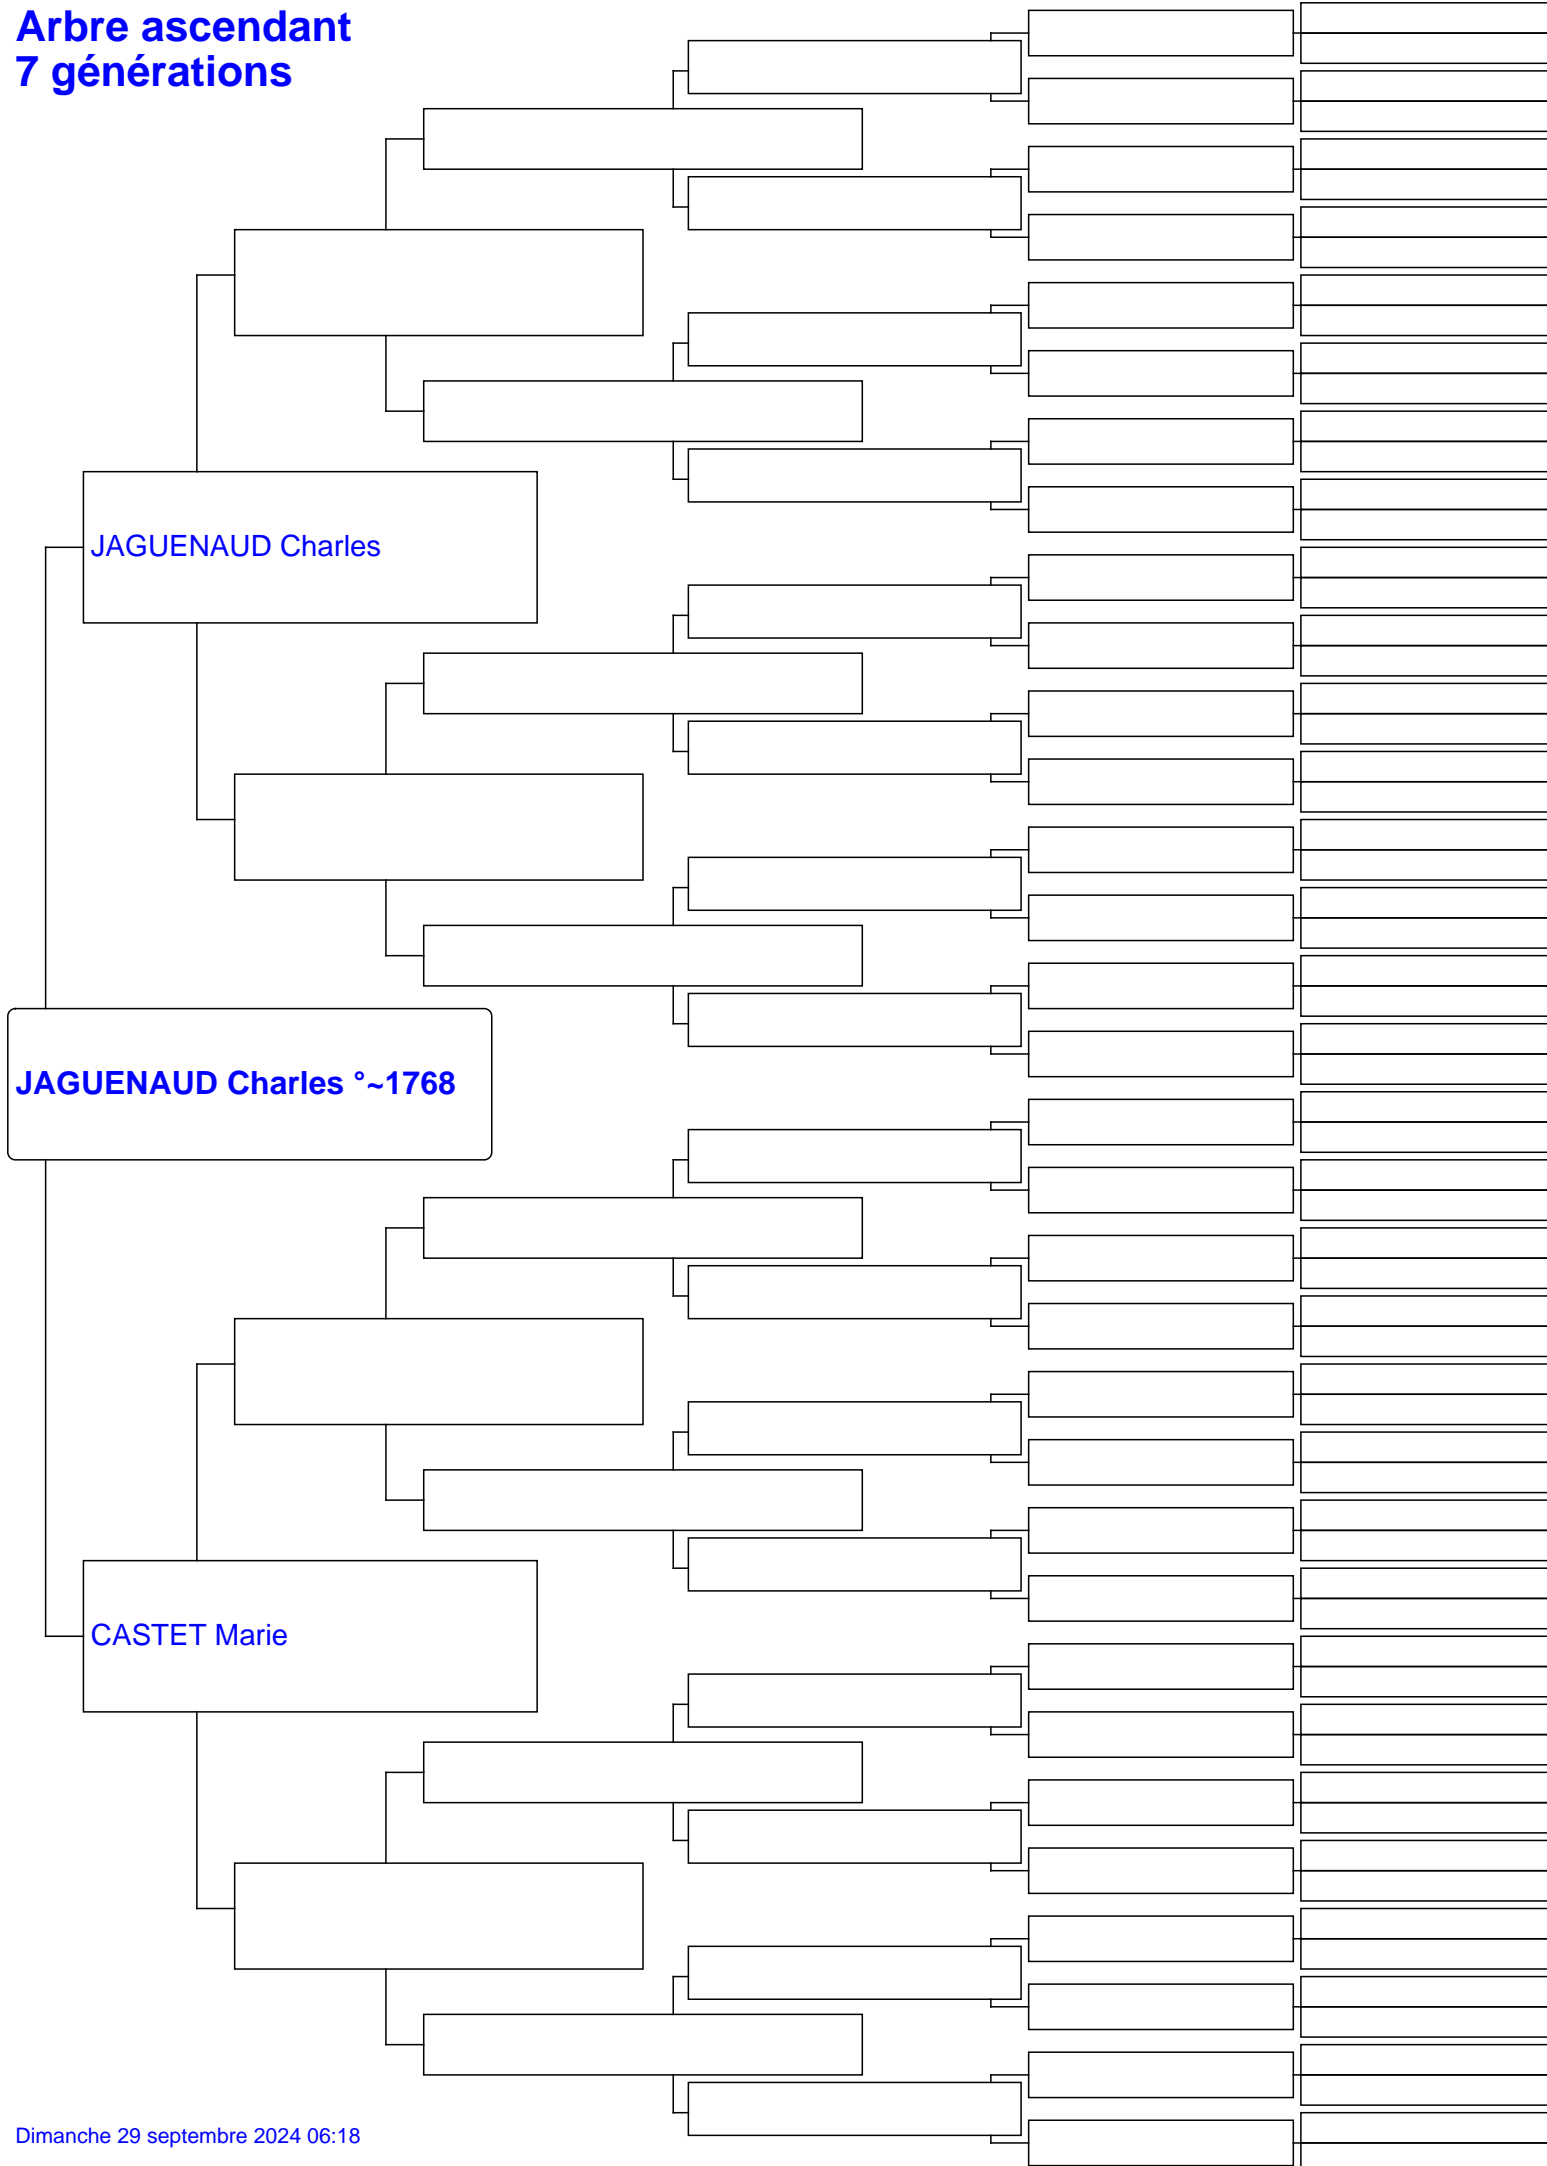 Arbre ascendant
7 générations
JAGUENAUD Charles
JAGUENAUD Charles °~1768
CASTET Marie
Dimanche 29 septembre 2024 06:18